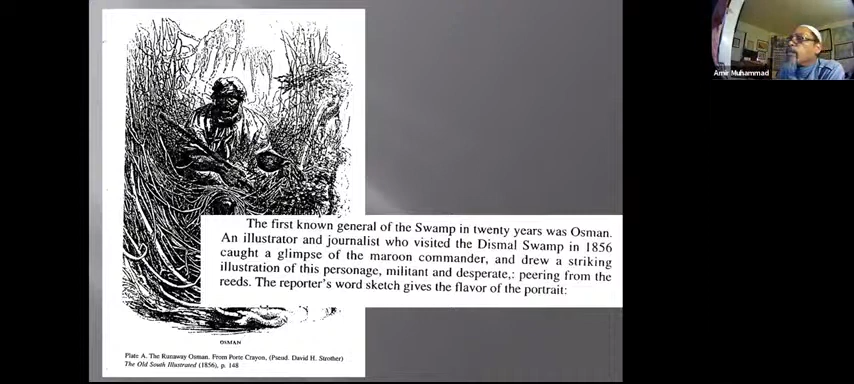 Amir Muhammad
The first known general of the Swamp in twenty years was Osman.
An illustrator and journalist who visited the Dismal Swamp in 1856
caught a glimpse of the maroon commander, and drew a striking
illustration of this personage, militant and desperate,: peering from the
reeds. The reporter's word sketch gives the flavor of the portrait:
OSMAN
Plate A. The Runaway Osman. From Porte Crayon, (Pseud. David H. Strother)
The Old South Illustrated (1856), p. 148